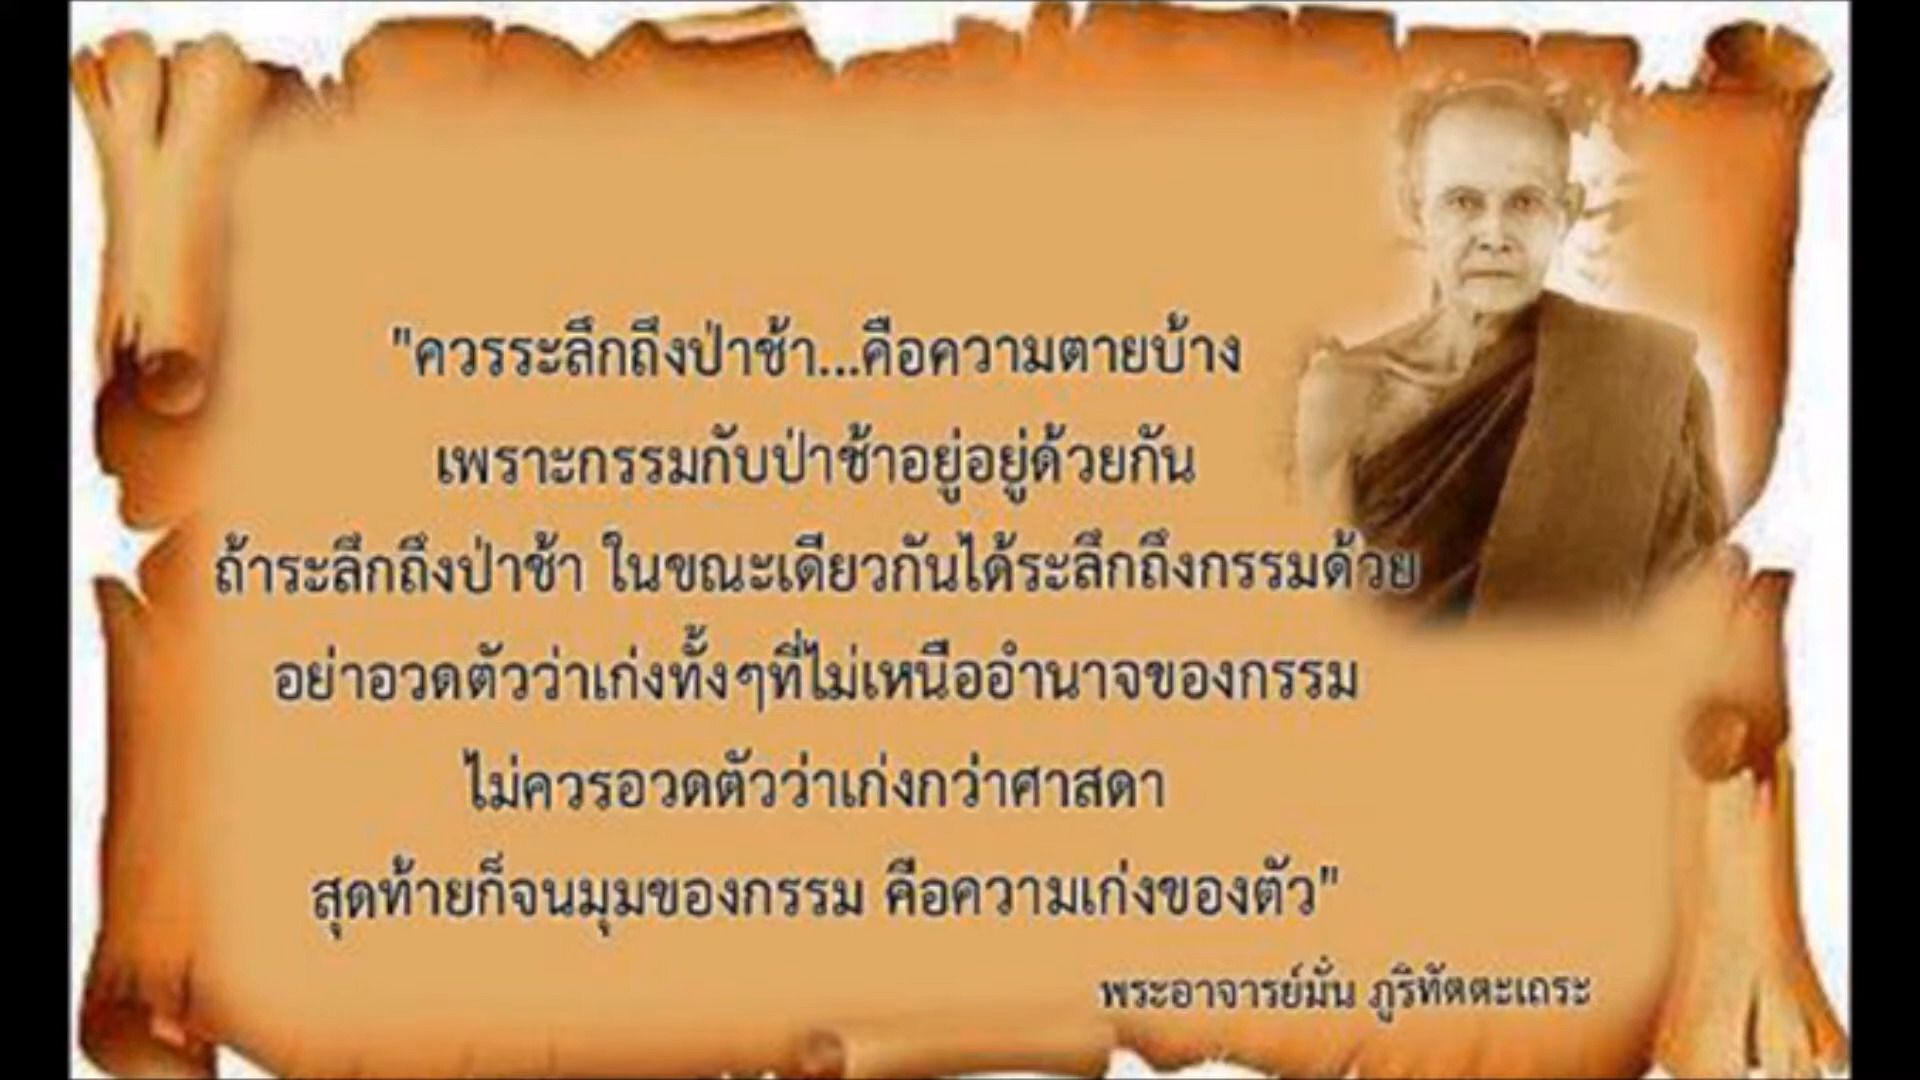 "ควรระลึกถึงป่าช้า...คือความตายบ้าง
เพราะกรรมกับป่าช้าอยู่อยู่ด้วยกัน
ถ้าระลึกถึงป่าช้า ในขณะเดียวกันได้ระลึกถึงกรรมด้วย
อย่าอวดตัวว่าเก่งทั้งๆที่ไม่เหนืออำนาจของกรรม
ไม่ควรอวดตัวว่าเก่งกว่าศาสดา
สุดท้ายก็จนมุมของกรรม คือความเก่งของตัว"
พระอาจารย์มั่น ภูริทัตตะเถระ